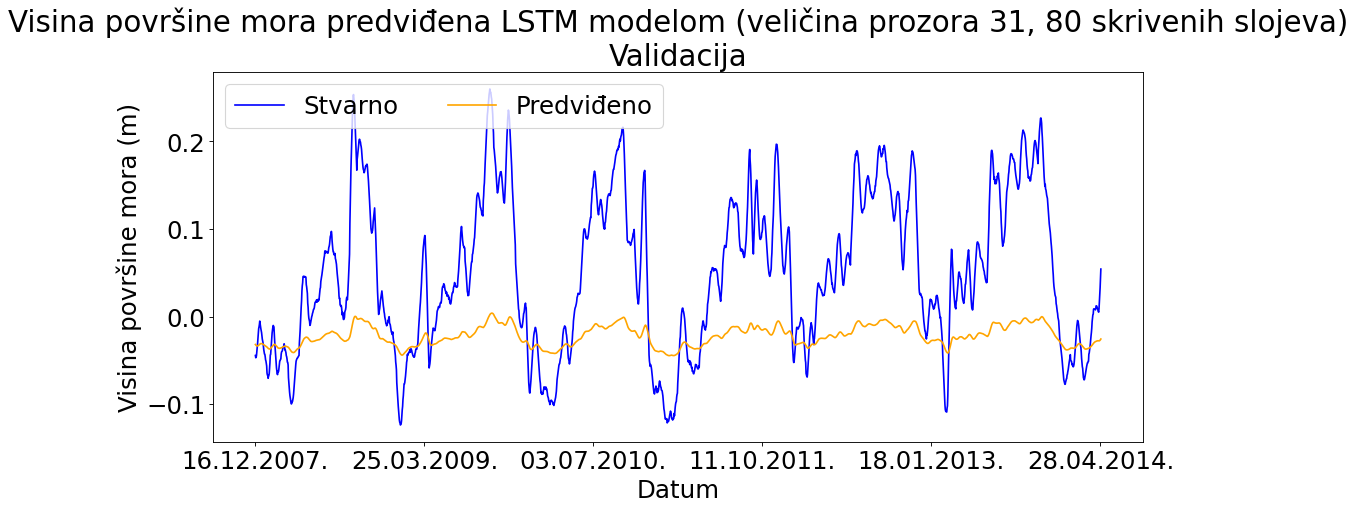 Visina površine mora predviđena LSTM modelom (veličina prozora 31, 80 skrivenih slojeva)
Validacija
Stvarno
Predviđeno
Visina površine mora (m)
0.2
0.1
0.0
−0.1
16.12.2007.
25.03.2009.
03.07.2010.
11.10.2011.
18.01.2013.
28.04.2014.
Datum